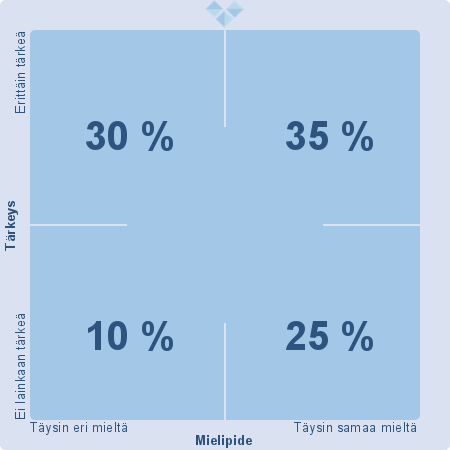 Erittäin tärkeä
30 %
35 %
Tärkeys
10 %
25 %
Ei lainkaan tärkeä
Täysin eri mieltä
Täysin samaa mieltä
Mielipide